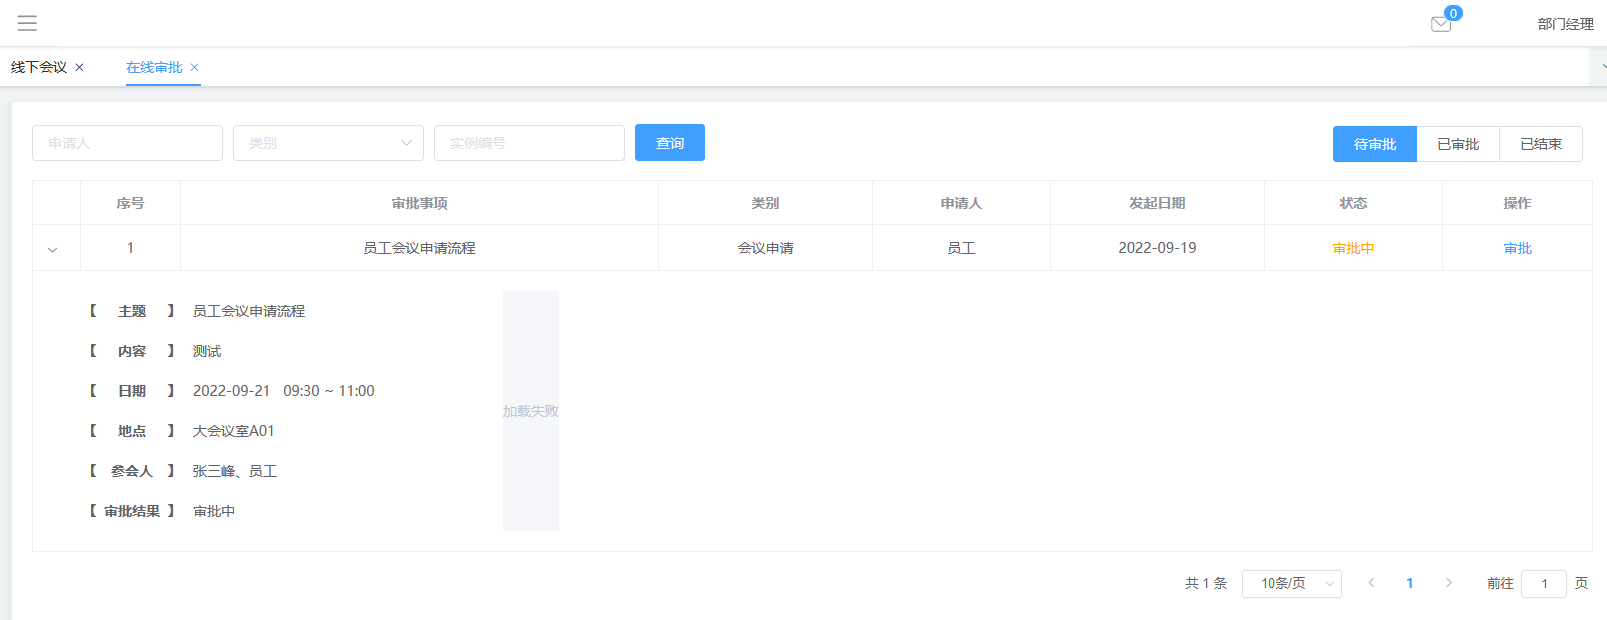 0
部门经理
线下会议 ×
在线审批 ×
申请人 类别 实例编号 查询 待审批 已审批 已结束
序号 审批事项 类别 申请人 发起日期 状态 操作
1 员工会议申请流程 会议申请 员工 2022-09-19 审批中 审批
【 主题 】 员工会议申请流程
【 内容 】 测试
【 日期 】 2022-09-21 09:30 ~ 11:00
加载失败
【 地点 】 大会议室A01
【 参会人 】 张三峰、员工
【 审批结果 】 审批中
共 1 条 10条/页 1 前往 1 页